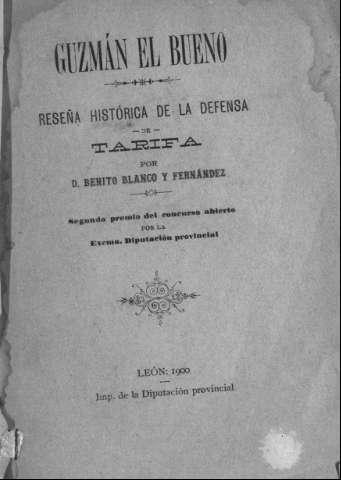 GUZMÁN EL BUENO
RESEÑA HISTÓRICA DE LA DEFENSA
— DE —
TARIFA
POR
D. BENITO BLANCO Y FERNÁNDEZ
Segundo premio del concurso abierto
POR LA
Excma. Diputación provincial
LEÓN: 1900
Imp. de la Diputación provincial